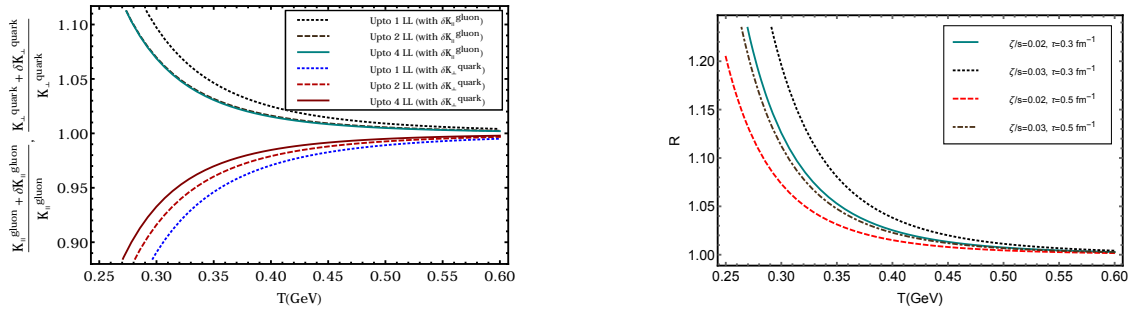 K∥ gluon + δK∥ gluon
K∥ gluon
,
K⊥ quark + δK⊥ quark
K⊥ quark
1.10
1.05
1.00
0.95
0.90
Upto 1 LL (with δK∥ gluon)
Upto 2 LL (with δK∥ gluon)
Upto 4 LL (with δK∥ gluon)
Upto 1 LL (with δK⊥ quark)
Upto 2 LL (with δK⊥ quark)
Upto 4 LL (with δK⊥ quark)
0.25 0.30 0.35 0.40 0.45 0.50 0.55 0.60
T(GeV)
R
1.20
1.15
1.10
1.05
1.00
ζ/s=0.02, τ=0.3 fm⁻¹
ζ/s=0.03, τ=0.3 fm⁻¹
ζ/s=0.02, τ=0.5 fm⁻¹
ζ/s=0.03, τ=0.5 fm⁻¹
0.25 0.30 0.35 0.40 0.45 0.50 0.55 0.60
T(GeV)